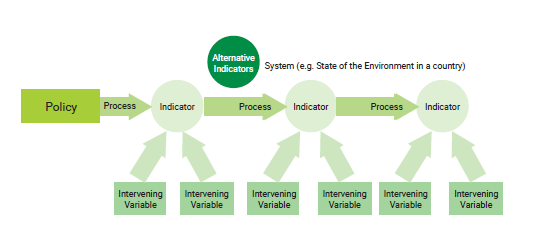 Alternative
Indicators
System (e.g. State of the Environment in a country)
Policy
Process
Indicator
Process
Indicator
Process
Indicator
Intervening
Variable
Intervening
Variable
Intervening
Variable
Intervening
Variable
Intervening
Variable
Intervening
Variable